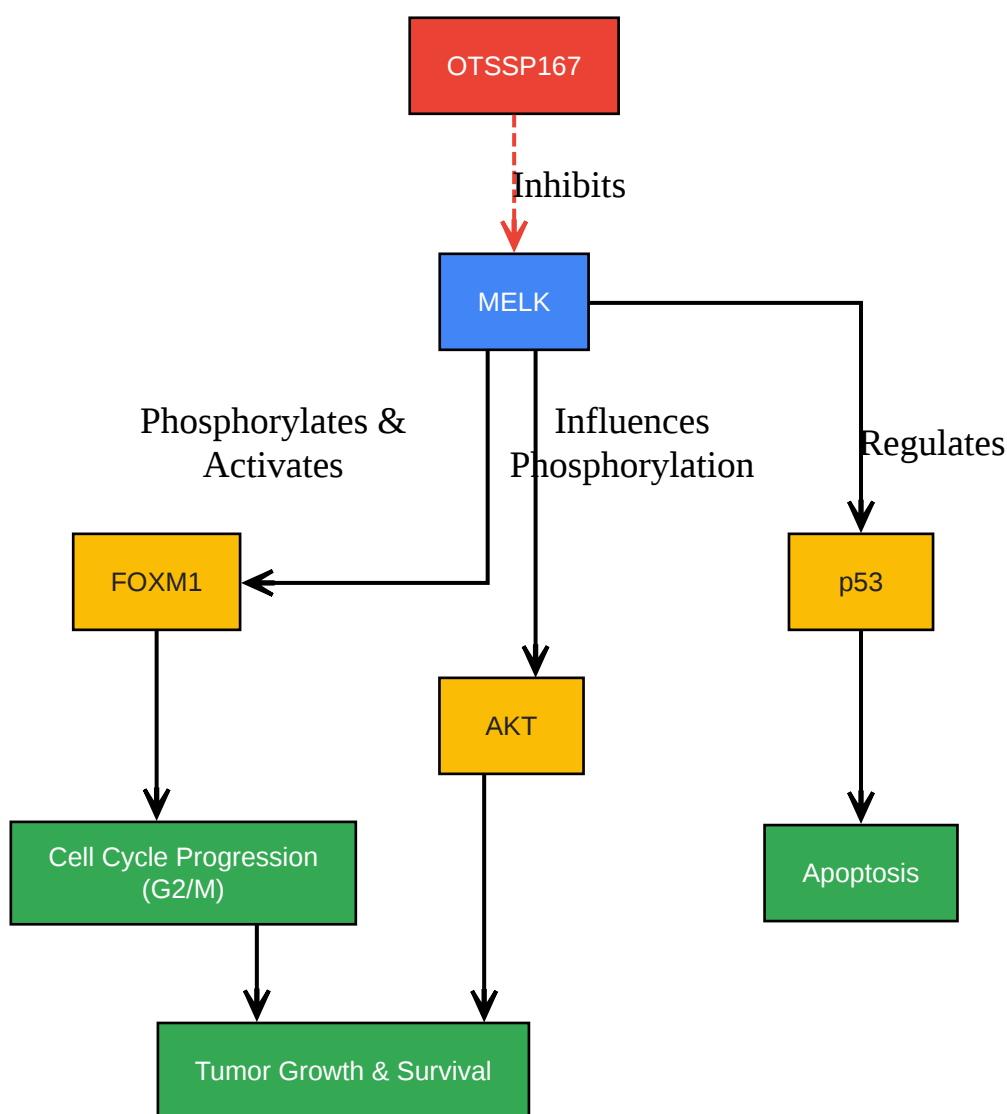 OTSSP167
Inhibits
MELK
Phosphorylates &
Activates
Influences
Phosphorylation
Regulates
FOXM1
p53
AKT
Cell Cycle Progression
(G2/M)
Apoptosis
Tumor Growth & Survival